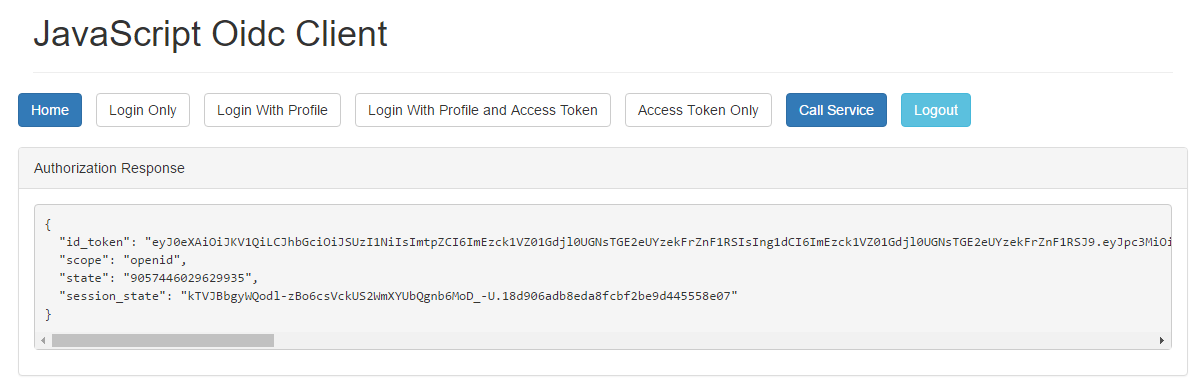 JavaScript Oidc Client
Home Login Only Login With Profile Login With Profile and Access Token Access Token Only Call Service Logout
Authorization Response
{
"id_token": "eyJ0eXAiOiJKV1QiLCJhbGciOiJSUzI1NiIsImtpZCI6ImEzck1VZ01Gdjl0UGNsTGE2eUYzekFrZnF1RSIsIng1dCI6ImEzck1VZ01Gdjl0UGNsTGE2eUYzekFrZnF1RSJ9.eyJpc3MiOi
"scope": "openid",
"state": "9057446029629935",
"session_state": "kTVJBbgyWQodl-zBo6csVckUS2WmXYUbQgnb6MoD_-U.18d906adb8eda8fcbf2be9d445558e07"
}